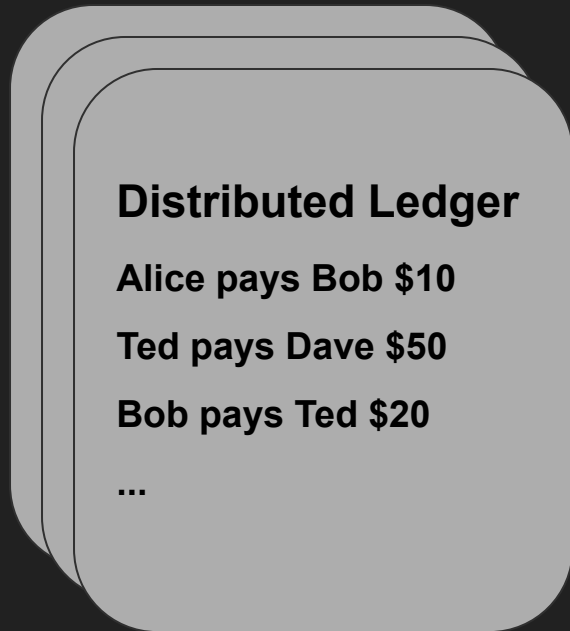 Distributed Ledger
Alice pays Bob $10
Ted pays Dave $50
Bob pays Ted $20
...